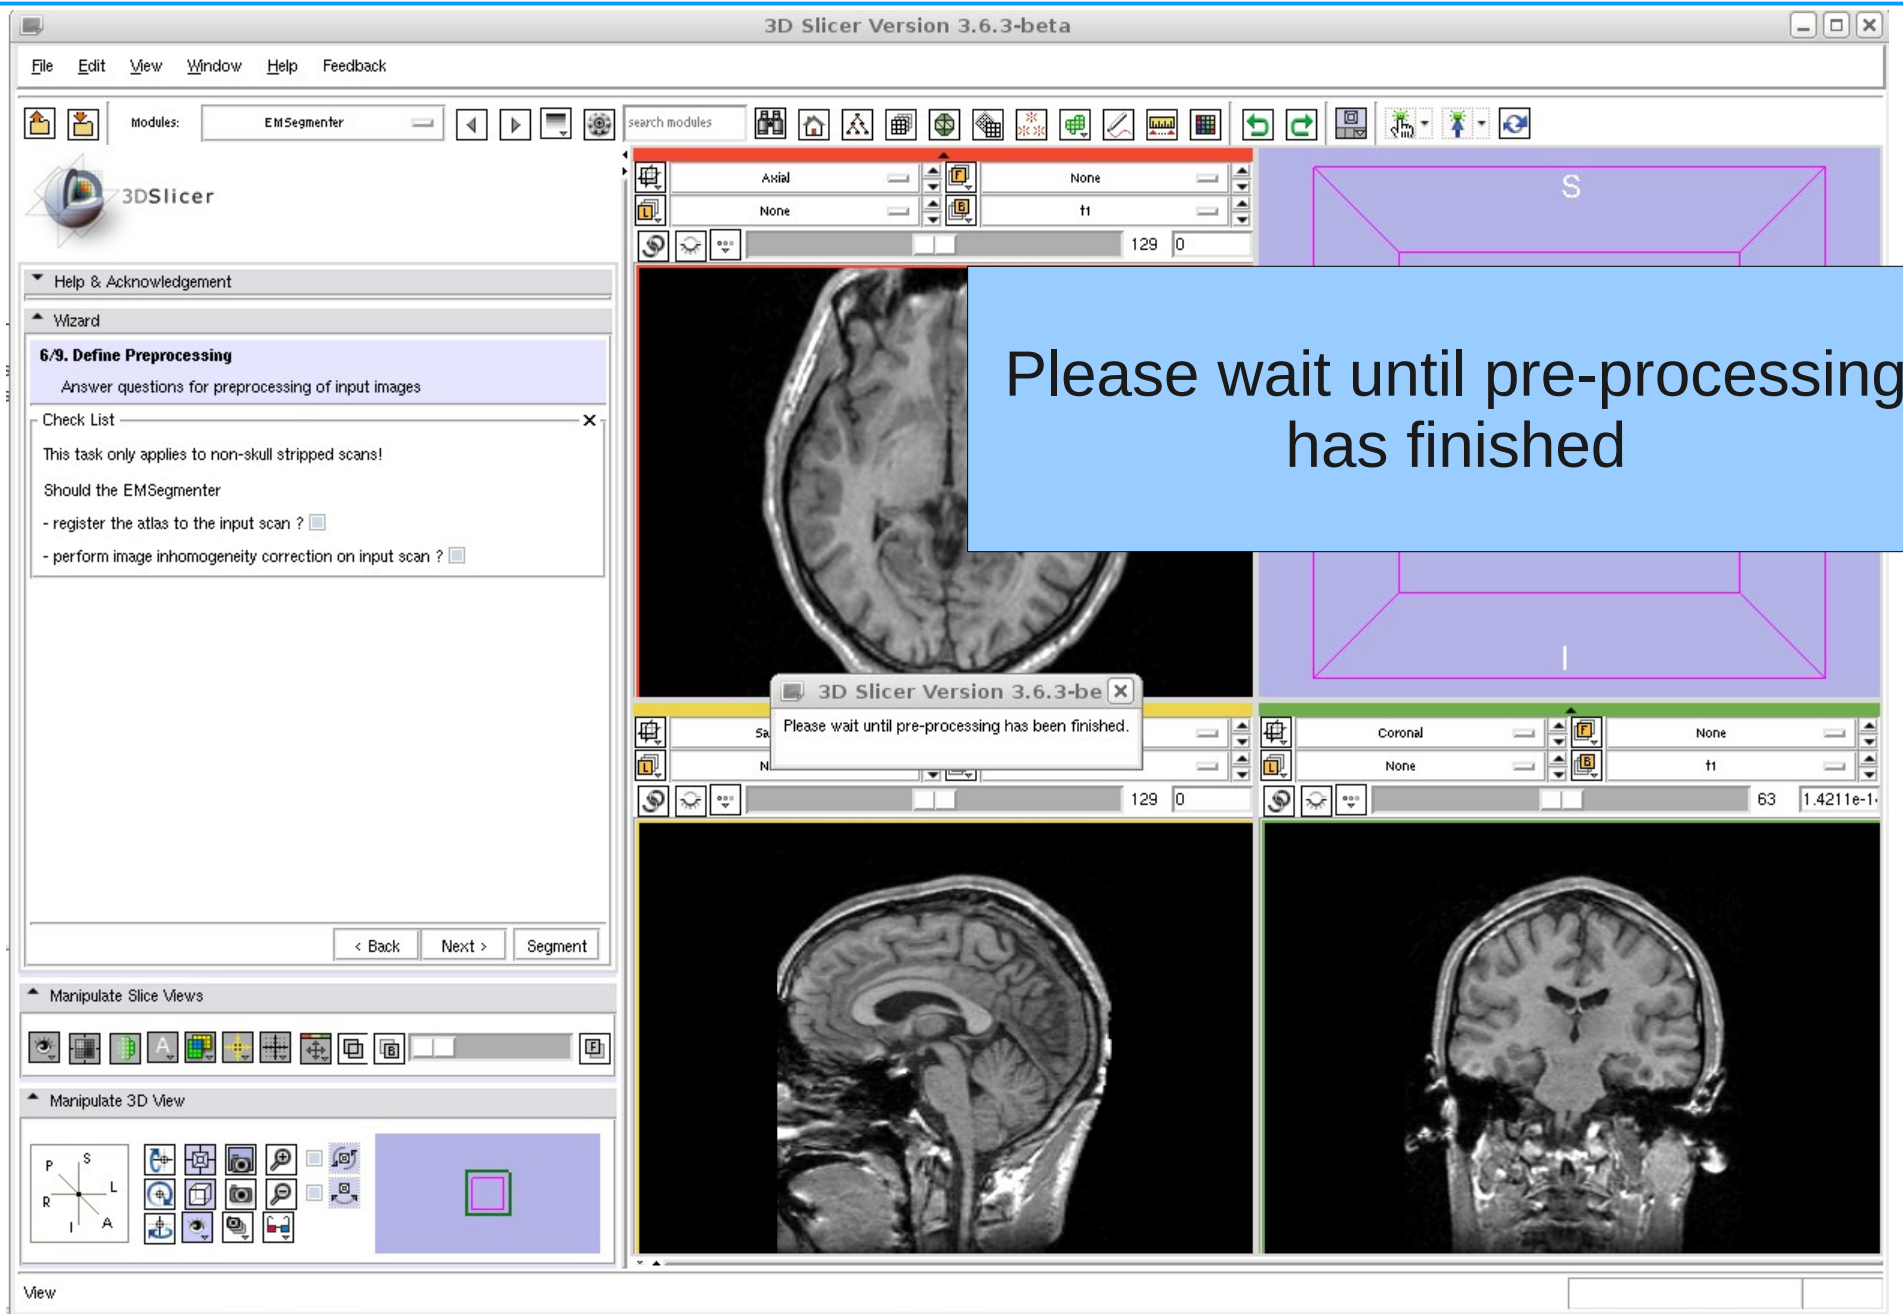 3D Slicer Version 3.6.3-beta
File Edit View Window Help Feedback
Modules: EMSegmenter search modules
3DSlicer
Help & Acknowledgement
Wizard
6/9. Define Preprocessing
Answer questions for preprocessing of input images
Check List
This task only applies to non-skull stripped scans!
Should the EMSegmenter
- register the atlas to the input scan ?
- perform image inhomogeneity correction on input scan ?
< Back Next > Segment
Manipulate Slice Views
A B F
Manipulate 3D View
P S
R L
I A
View
Axial F None
L None B t1
129 0
S
I
Please wait until pre-processing
has finished
3D Slicer Version 3.6.3-be
Please wait until pre-processing has been finished.
Sa
L N
129 0
Coronal F None
L None B t1
63 1.4211e-1